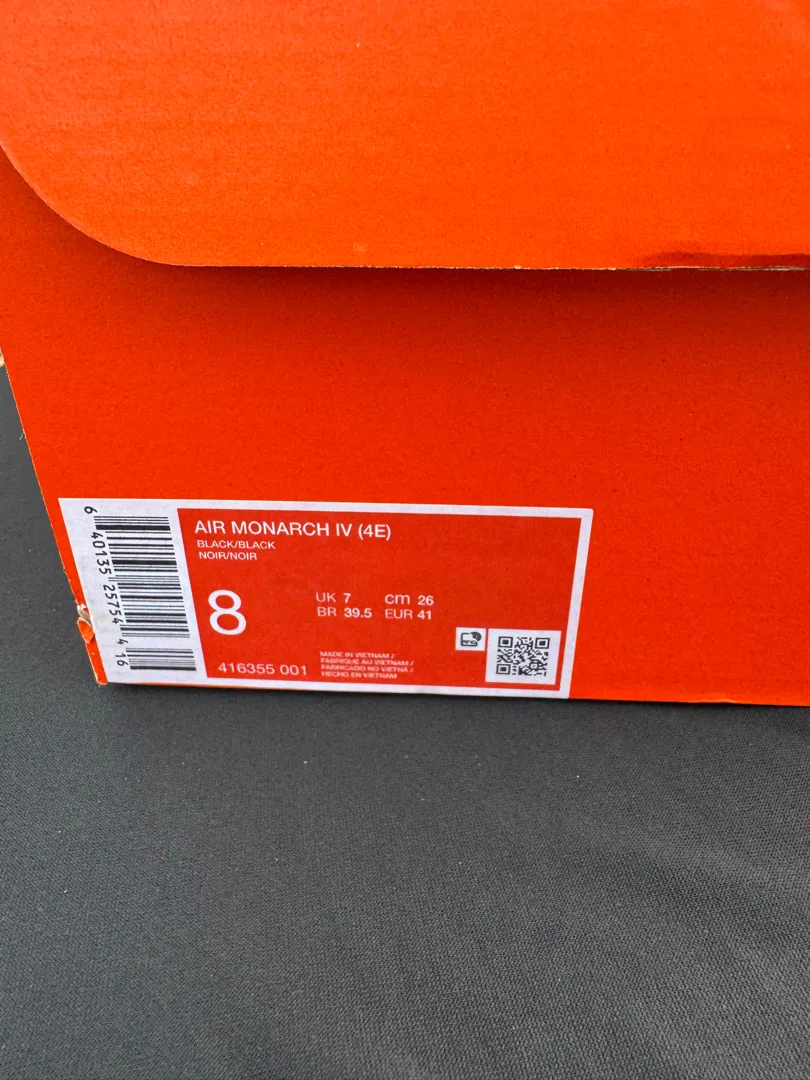 6 40135 25754 4 16
AIR MONARCH IV (4E)
BLACK/BLACK
NOIR/NOIR
8
UK 7 cm 26
BR 39.5 EUR 41
416355 001
MADE IN VIETNAM /
FABRIQUE AU VIETNAM /
FABRICADO NO VIETNÃ /
HECHO EN VIETNAM